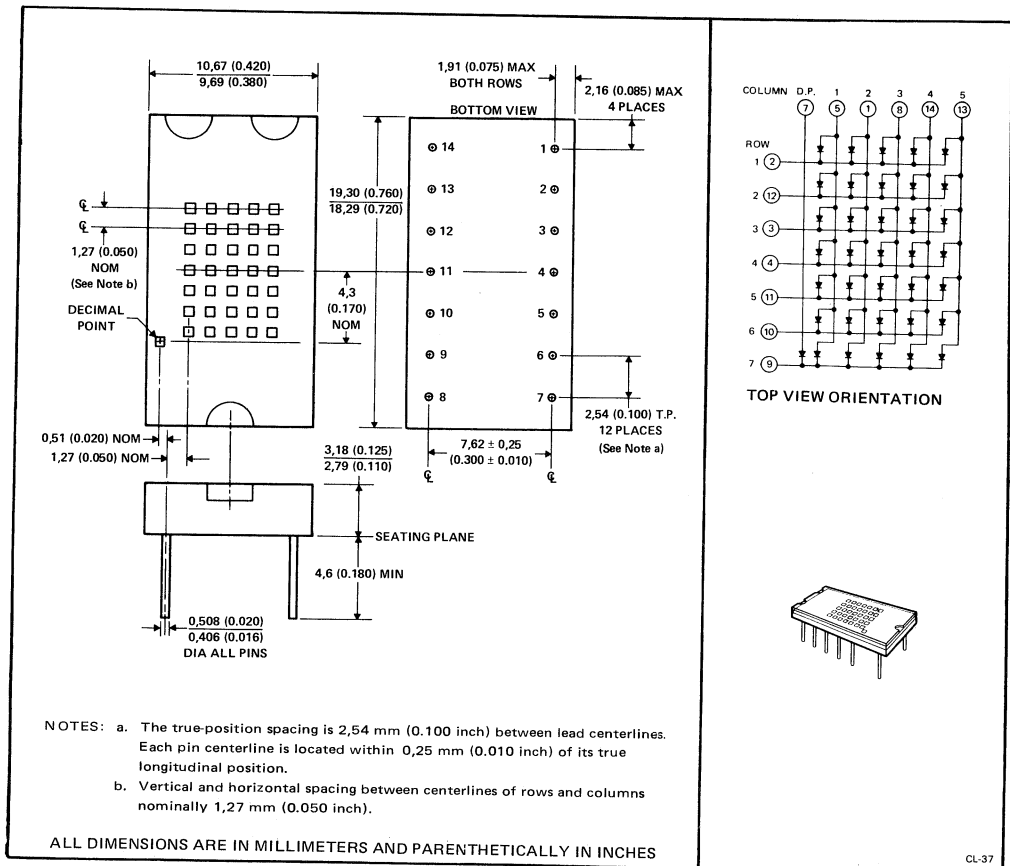 10,67 (0.420)
9,69 (0.380)
1,91 (0.075) MAX
BOTH ROWS
2,16 (0.085) MAX
4 PLACES
BOTTOM VIEW
14
1
13
2
12
3
11
4
10
5
9
6
8
7
19,30 (0.760)
18,29 (0.720)
℄
℄
1,27 (0.050)
NOM
(See Note b)
DECIMAL
POINT
4,3
(0.170)
NOM
0,51 (0.020) NOM
1,27 (0.050) NOM
3,18 (0.125)
2,79 (0.110)
7,62 ± 0,25
(0.300 ± 0.010)
℄
℄
2,54 (0.100) T.P.
12 PLACES
(See Note a)
SEATING PLANE
4,6 (0.180) MIN
0,508 (0.020)
0,406 (0.016)
DIA ALL PINS
NOTES: a. The true-position spacing is 2,54 mm (0.100 inch) between lead centerlines.
Each pin centerline is located within 0,25 mm (0.010 inch) of its true
longitudinal position.
b. Vertical and horizontal spacing between centerlines of rows and columns
nominally 1,27 mm (0.050 inch).
ALL DIMENSIONS ARE IN MILLIMETERS AND PARENTHETICALLY IN INCHES
COLUMN D.P. 1 2 3 4 5
7 5 1 8 14 13
ROW
1 2
2 12
3 3
4 4
5 11
6 10
7 9
TOP VIEW ORIENTATION
CL-37